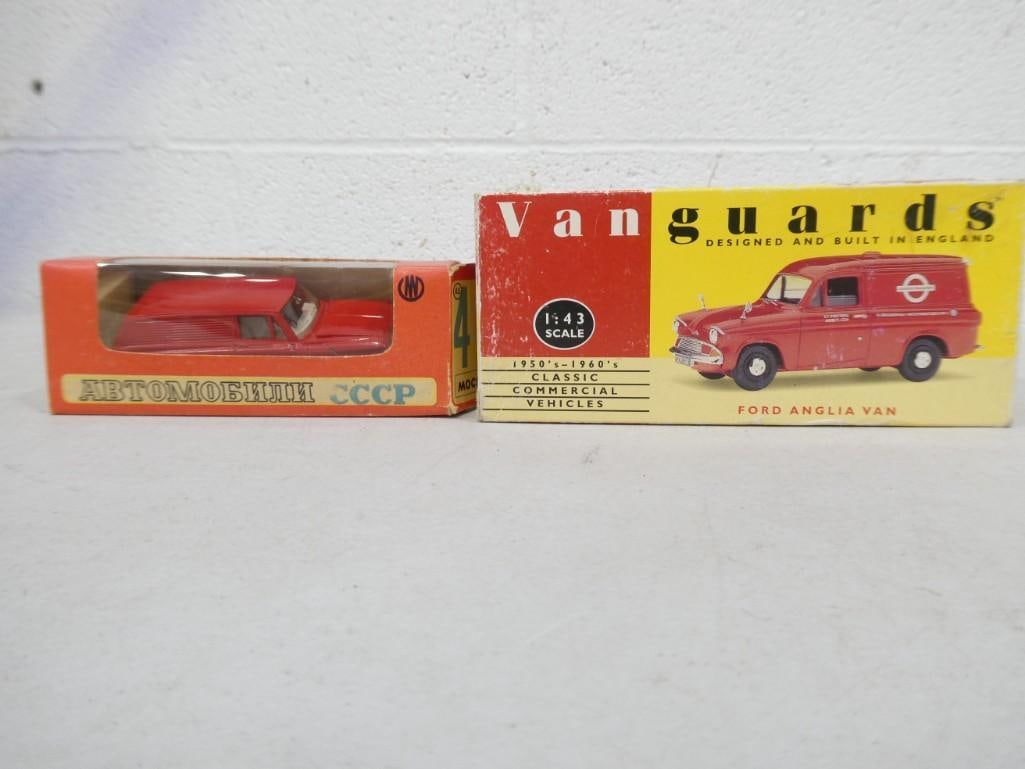 АВТОМОБИЛИ СССР
4
МОС
Vanguards
DESIGNED AND BUILT IN ENGLAND
1:43
SCALE
1950's–1960's
CLASSIC
COMMERCIAL
VEHICLES
FORD ANGLIA VAN